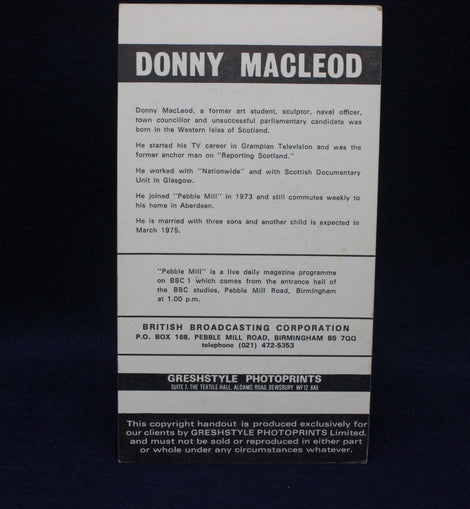 DONNY MACLEOD
Donny MacLeod, a former art student, sculptor, naval officer,
town councillor and unsuccessful parliamentary candidate was
born in the Western Isles of Scotland.
He started his TV career in Grampian Television and was the
former anchor man on "Reporting Scotland."
He worked with "Nationwide" and with Scottish Documentary
Unit in Glasgow.
He joined "Pebble Mill" in 1973 and still commutes weekly to
his home in Aberdeen.
He is married with three sons and another child is expected in
March 1975.
"Pebble Mill" is a live daily magazine programme
on BBC 1 which comes from the entrance hall of
the BBC studios, Pebble Mill Road, Birmingham
at 1.00 p.m.
BRITISH BROADCASTING CORPORATION
P.O. BOX 168, PEBBLE MILL ROAD, BIRMINGHAM B5 7QQ
telephone (021) 472-5353
GRESHSTYLE PHOTOPRINTS
SUITE 7, THE TEXTILE HALL, ALDAMS ROAD, DEWSBURY WF12 8AE
This copyright handout is produced exclusively for
our clients by GRESHSTYLE PHOTOPRINTS Limited,
and must not be sold or reproduced in either part
or whole under any circumstances whatever.